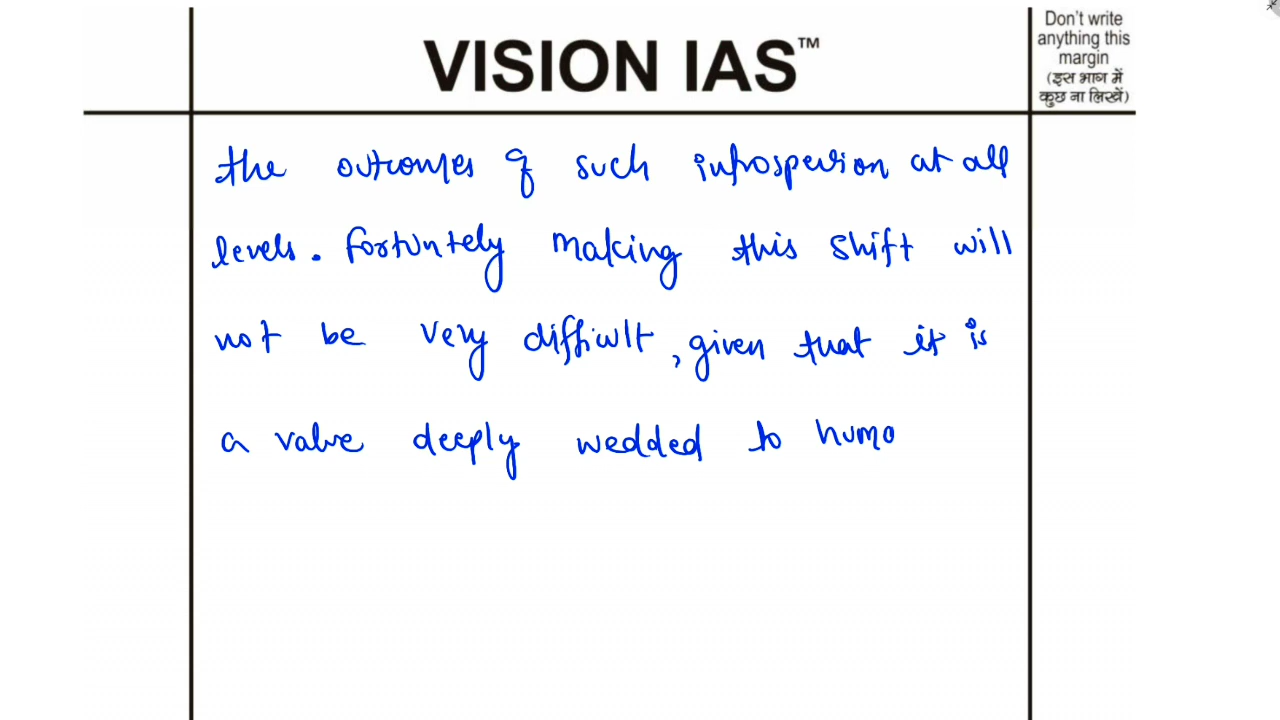 VISION IAS™
Don't write
anything this
margin
(इस भाग में
कुछ ना लिखें)
the outcomes of such introspection at all
levels. Fortuntely making this shift will
not be very difficult, given that it is
a value deeply wedded to huma